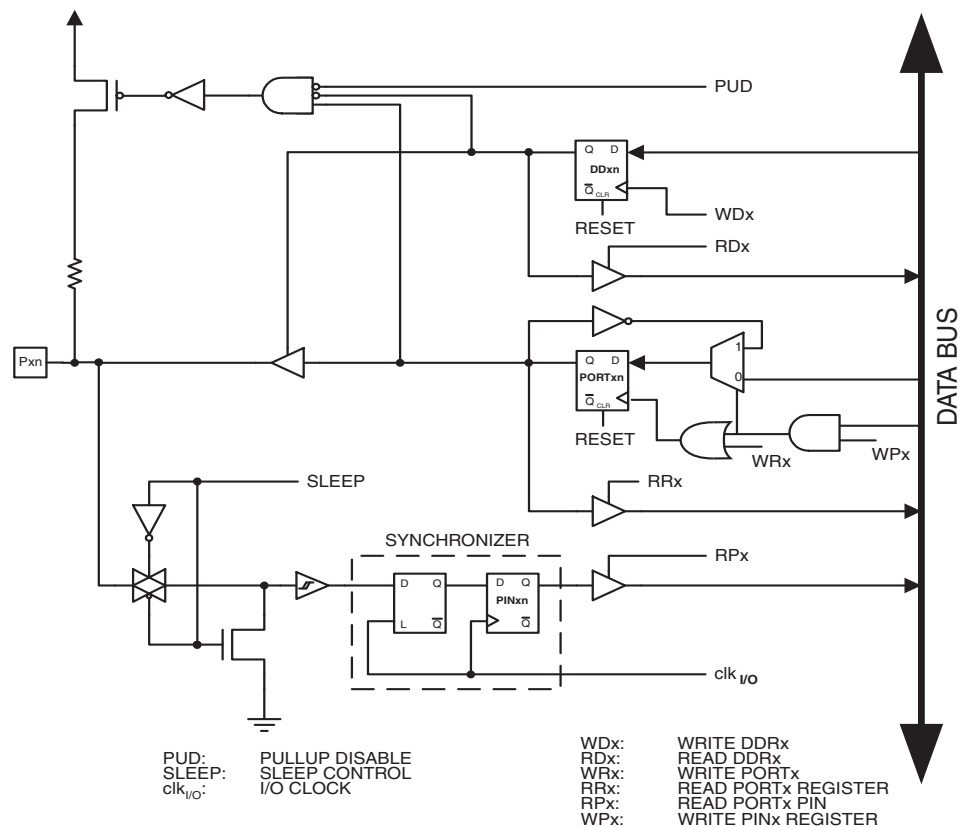 PUD
Q D
DDxn
Q CLR
WDx
RESET
RDx
Pxn
1
Q D
PORTxn
0
Q CLR
RESET
WRx
WPx
RRx
SLEEP
SYNCHRONIZER
RPx
D Q
D Q
PINxn
L Q
Q
clk I/O
DATA BUS
PUD: PULLUP DISABLE
SLEEP: SLEEP CONTROL
clkI/O: I/O CLOCK
WDx: WRITE DDRx
RDx: READ DDRx
WRx: WRITE PORTx
RRx: READ PORTx REGISTER
RPx: READ PORTx PIN
WPx: WRITE PINx REGISTER